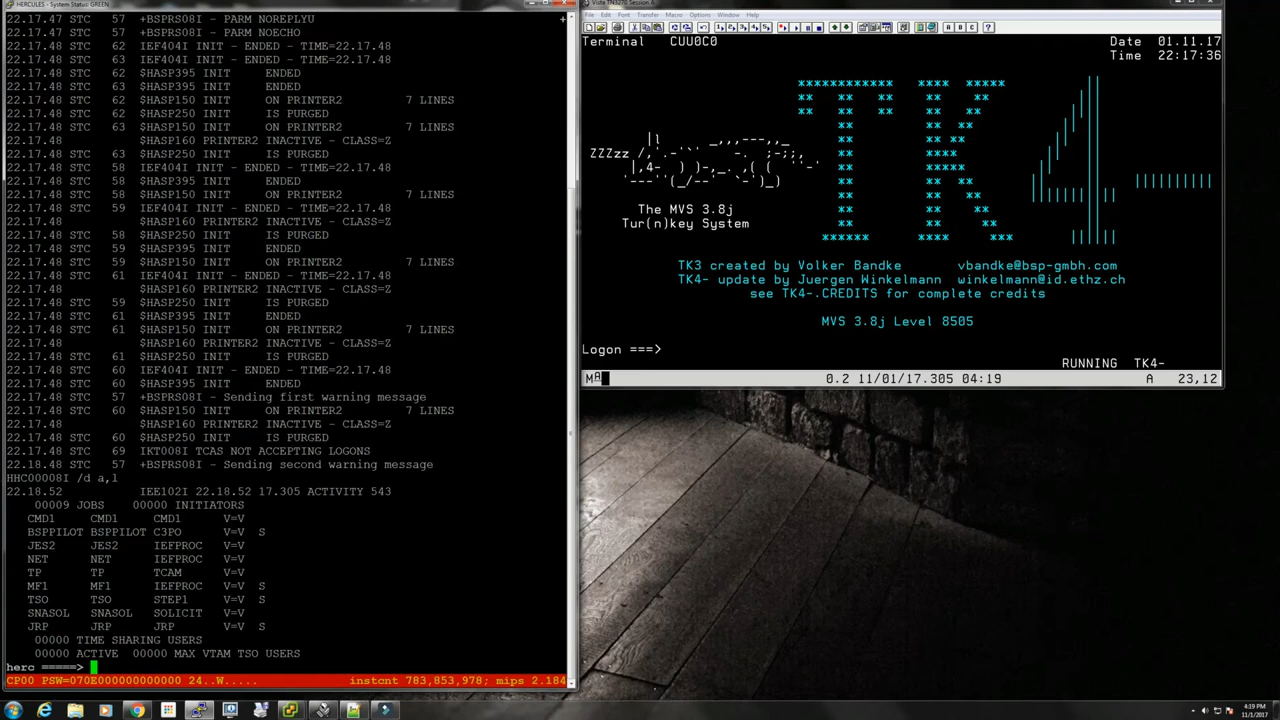 HERCULES - System Status: GREEN
22.17.47 STC   57  +BSPRS08I - PARM NOREPLYU
22.17.47 STC   57  +BSPRS08I - PARM NOECHO
22.17.48 STC   62  IEF404I INIT - ENDED - TIME=22.17.48
22.17.48 STC   63  IEF404I INIT - ENDED - TIME=22.17.48
22.17.48 STC   62  $HASP395 INIT     ENDED
22.17.48 STC   63  $HASP395 INIT     ENDED
22.17.48 STC   62  $HASP150 INIT     ON PRINTER2          7 LINES
22.17.48 STC   62  $HASP250 INIT     IS PURGED
22.17.48 STC   63  $HASP150 INIT     ON PRINTER2          7 LINES
22.17.48           $HASP160 PRINTER2 INACTIVE - CLASS=Z
22.17.48 STC   63  $HASP250 INIT     IS PURGED
22.17.48 STC   58  IEF404I INIT - ENDED - TIME=22.17.48
22.17.48 STC   58  $HASP395 INIT     ENDED
22.17.48 STC   58  $HASP150 INIT     ON PRINTER2          7 LINES
22.17.48 STC   59  IEF404I INIT - ENDED - TIME=22.17.48
22.17.48           $HASP160 PRINTER2 INACTIVE - CLASS=Z
22.17.48 STC   58  $HASP250 INIT     IS PURGED
22.17.48 STC   59  $HASP395 INIT     ENDED
22.17.48 STC   59  $HASP150 INIT     ON PRINTER2          7 LINES
22.17.48 STC   61  IEF404I INIT - ENDED - TIME=22.17.48
22.17.48           $HASP160 PRINTER2 INACTIVE - CLASS=Z
22.17.48 STC   59  $HASP250 INIT     IS PURGED
22.17.48 STC   61  $HASP395 INIT     ENDED
22.17.48 STC   61  $HASP150 INIT     ON PRINTER2          7 LINES
22.17.48           $HASP160 PRINTER2 INACTIVE - CLASS=Z
22.17.48 STC   61  $HASP250 INIT     IS PURGED
22.17.48 STC   60  IEF404I INIT - ENDED - TIME=22.17.48
22.17.48 STC   60  $HASP395 INIT     ENDED
22.17.48 STC   57  +BSPRS08I - Sending first warning message
22.17.48 STC   60  $HASP150 INIT     ON PRINTER2          7 LINES
22.17.48           $HASP160 PRINTER2 INACTIVE - CLASS=Z
22.17.48 STC   60  $HASP250 INIT     IS PURGED
22.17.48 STC   69  IKT008I TCAS NOT ACCEPTING LOGONS
22.18.48 STC   57  +BSPRS08I - Sending second warning message
HHC00008I /d a,l
22.18.52           IEE102I 22.18.52 17.305 ACTIVITY 543
00009 JOBS    00000 INITIATORS
CMD1     CMD1     CMD1     V=V
BSPPILOT BSPPILOT C3PO     V=V  S
JES2     JES2     IEFPROC  V=V
NET      NET      IEFPROC  V=V
TP       TP       TCAM     V=V
MF1      MF1      IEFPROC  V=V  S
TSO      TSO      STEP1    V=V  S
SNASOL   SNASOL   SOLICIT  V=V
JRP      JRP      JRP      V=V  S
00000 TIME SHARING USERS
00000 ACTIVE  00000 MAX VTAM TSO USERS
herc =====>
CP00 PSW=070E000000000000 24..W.....   instcnt 783,853,978; mips 2.184
Vista TN3270 Session A
File Edit Font Transfer Macro Options Window Help
Terminal   CUU0C0   Date  01.11.17
Time  22:17:36
TK4-
ZZZzz
The MVS 3.8j
Tur(n)key System
TK3 created by Volker Bandke       vbandke@bsp-gmbh.com
TK4- update by Juergen Winkelmann  winkelmann@id.ethz.ch
see TK4-.CREDITS for complete credits
MVS 3.8j Level 8505
Logon ===>
RUNNING  TK4-
MA   0.2 11/01/17.305 04:19   A   23,12
4:19 PM
11/1/2017